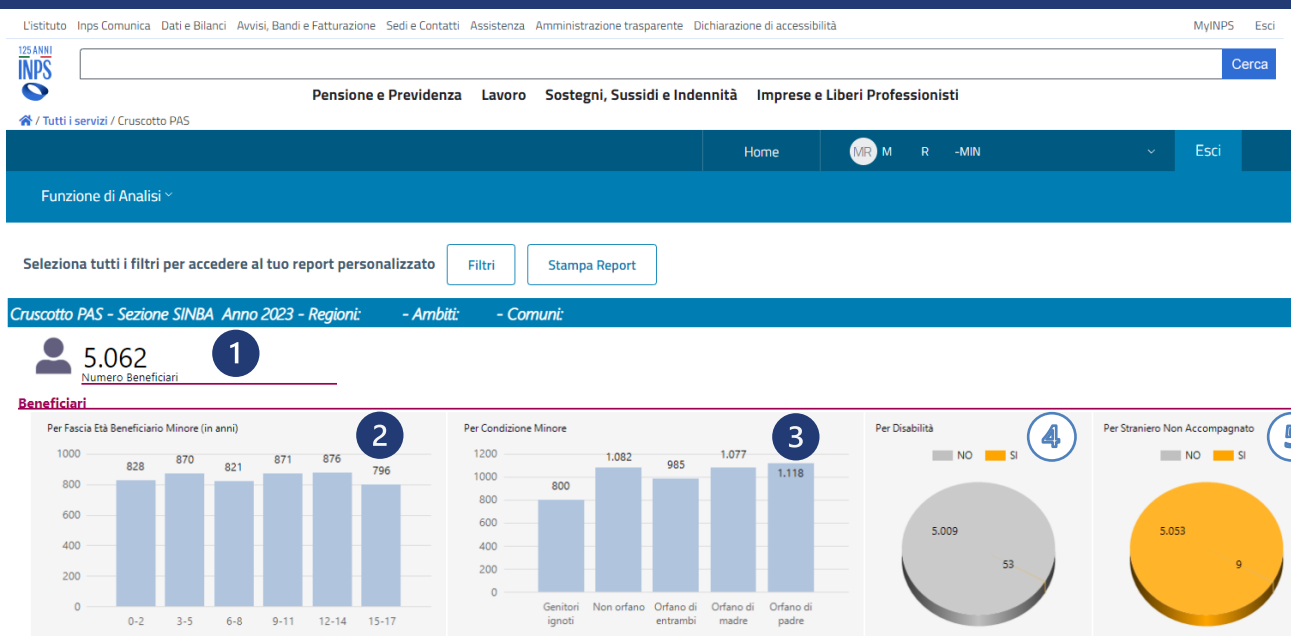 L'istituto Inps Comunica Dati e Bilanci Avvisi, Bandi e Fatturazione Sedi e Contatti Assistenza Amministrazione trasparente Dichiarazione di accessibilità MyINPS Esci
125 ANNI
INPS
Cerca
Pensione e Previdenza Lavoro Sostegni, Sussidi e Indennità Imprese e Liberi Professionisti
/ Tutti i servizi / Cruscotto PAS
Home MR M R -MIN Esci
Funzione di Analisi
Seleziona tutti i filtri per accedere al tuo report personalizzato Filtri Stampa Report
Cruscotto PAS - Sezione SINBA Anno 2023 - Regioni: - Ambiti: - Comuni:
5.062 1
Numero Beneficiari
Beneficiari
Per Fascia Età Beneficiario Minore (in anni) 2
1000
800
600
400
200
0
828 870 821 871 876 796
0-2 3-5 6-8 9-11 12-14 15-17
Per Condizione Minore 3
1200
1000
800
600
400
200
0
800 1.082 985 1.077 1.118
Genitori ignoti Non orfano Orfano di entrambi Orfano di madre Orfano di padre
Per Disabilità 4
NO SI
5.009
53
Per Straniero Non Accompagnato 5
NO SI
5.053
9